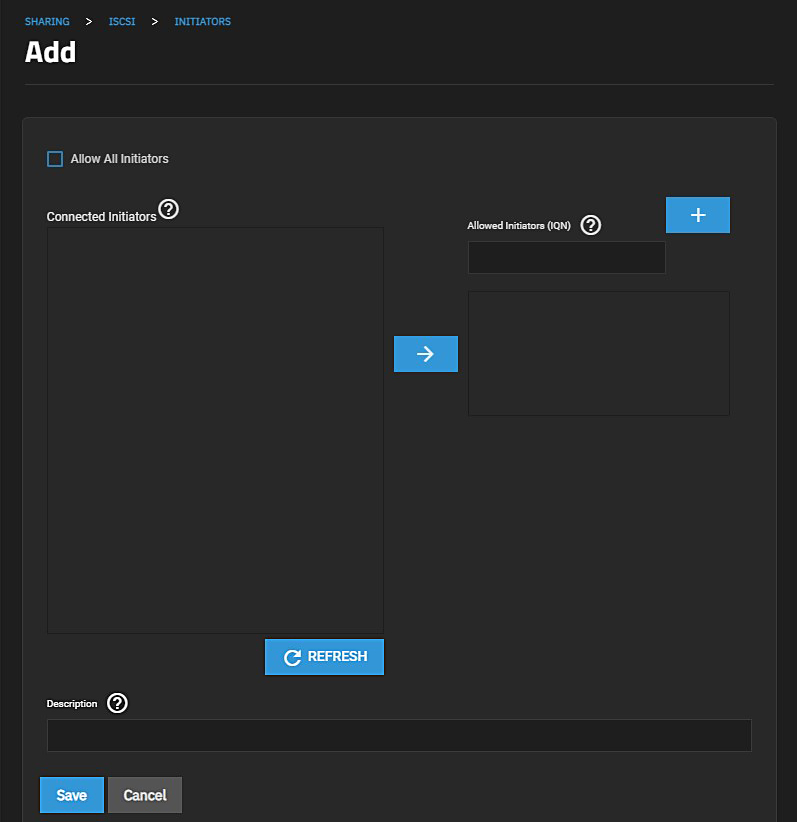 SHARING > ISCSI > INITIATORS
Add
Allow All Initiators
Connected Initiators ?
Allowed Initiators (IQN) ?
+
REFRESH
Description ?
Save Cancel